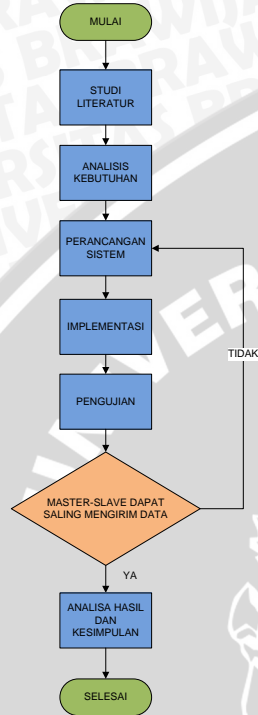 MULAI
STUDI
LITERATUR
ANALISIS
KEBUTUHAN
PERANCANGAN
SISTEM
IMPLEMENTASI
TIDAK
PENGUJIAN
MASTER-SLAVE DAPAT
SALING MENGIRIM DATA
YA
ANALISA HASIL
DAN
KESIMPULAN
SELESAI